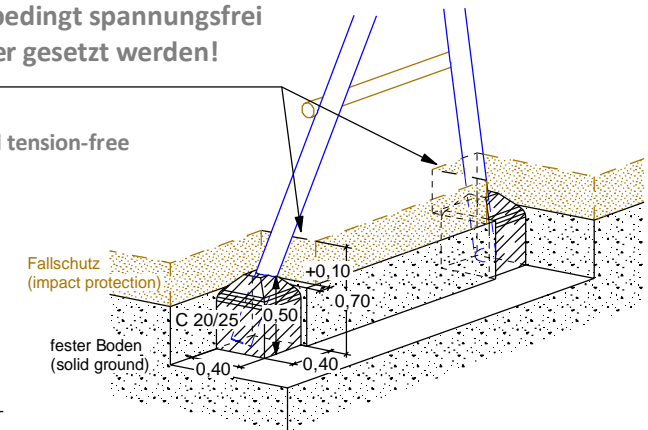 bedingt spannungsfrei
er gesetzt werden!
tension-free
Fallschutz
(impact protection)
+0,10
0,70
C 20/25
0,50
fester Boden
(solid ground)
0,40
0,40